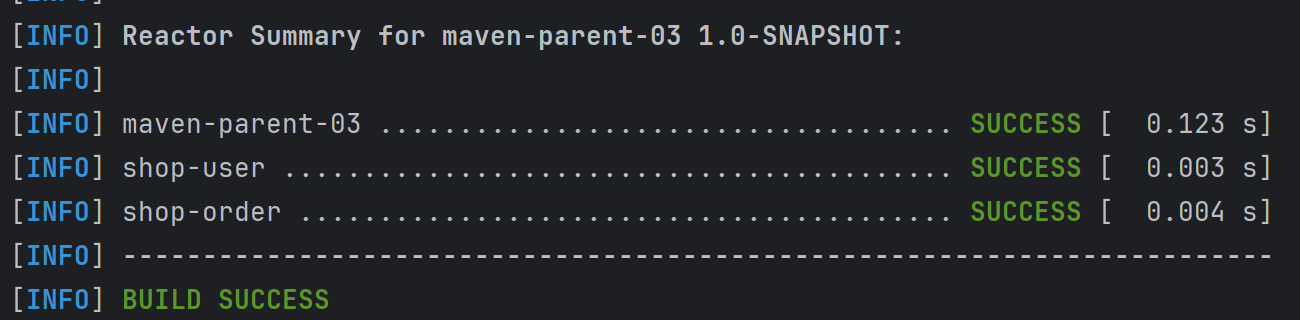 [INFO] Reactor Summary for maven-parent-03 1.0-SNAPSHOT:
[INFO]
[INFO] maven-parent-03 .................................... SUCCESS [  0.123 s]
[INFO] shop-user .......................................... SUCCESS [  0.003 s]
[INFO] shop-order ......................................... SUCCESS [  0.004 s]
[INFO] ------------------------------------------------------------------------
[INFO] BUILD SUCCESS